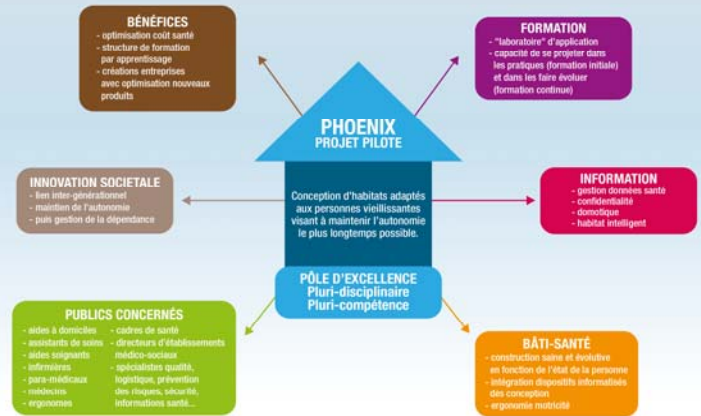 BÉNÉFICES
- optimisation coût santé
- structure de formation
par apprentissage
- créations entreprises
avec optimisation nouveaux
produits
FORMATION
- "laboratoire" d'application
- capacité de se projeter dans
les pratiques (formation initiale)
et dans les faire évoluer
(formation continue)
PHOENIX
PROJET PILOTE
INNOVATION SOCIETALE
- lien inter-générationnel
- maintien de l'autonomie
- puis gestion de la dépendance
Conception d'habitats adaptés
aux personnes vieillissantes
visant à maintenir l'autonomie
le plus longtemps possible.
INFORMATION
- gestion données santé
- confidentialité
- domotique
- habitat intelligent
PÔLE D'EXCELLENCE
Pluri-disciplinaire
Pluri-compétence
PUBLICS CONCERNÉS
- aides à domiciles
- assistants de soins
- aides soignants
- infirmières
- para-médicaux
- médecins
- ergonomes
- cadres de santé
- directeurs d'établissements
médico-sociaux
- spécialistes qualité,
logistique, prévention
des risques, sécurité,
informations santé...
BÂTI-SANTÉ
- construction saine et évolutive
en fonction de l'état de la personne
- intégration dispositifs informatisés
dès conception
- ergonomie motricité